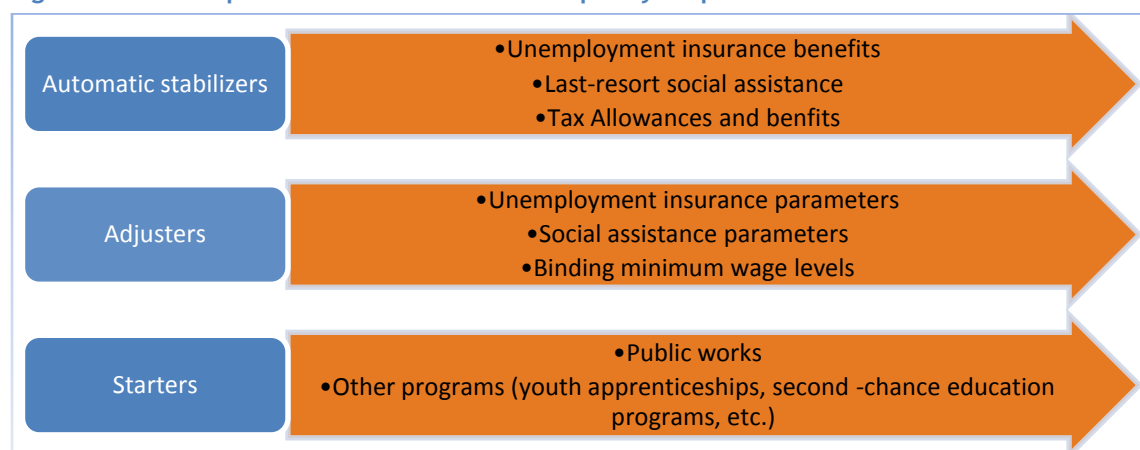 Automatic stabilizers
•Unemployment insurance benefits
•Last-resort social assistance
•Tax Allowances and benfits
Adjusters
•Unemployment insurance parameters
•Social assistance parameters
•Binding minimum wage levels
Starters
•Public works
•Other programs (youth apprenticeships, second -chance education
programs, etc.)